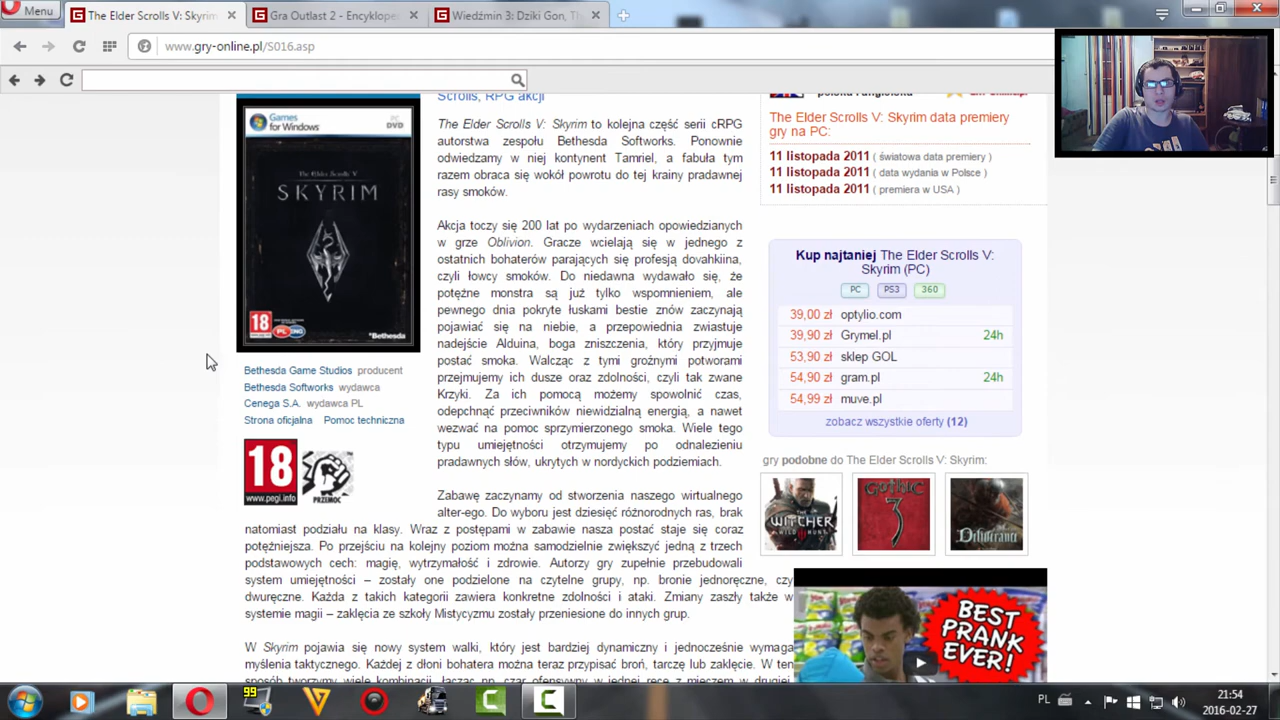 Menu
The Elder Scrolls V: Skyrim
Gra Outlast 2 - Encyklope
Wiedźmin 3: Dziki Gon, T
www.gry-online.pl/S016.asp
Scrolls, RPG akcji
Games for Windows
PC DVD
The Elder Scrolls V
SKYRIM
18
PL
ENG
Bethesda
Bethesda Game Studios producent
Bethesda Softworks wydawca
Cenega S.A. wydawca PL
Strona oficjalna Pomoc techniczna
18
www.pegi.info
PRZEMOC
The Elder Scrolls V: Skyrim to kolejna część serii cRPG
autorstwa zespołu Bethesda Softworks. Ponownie
odwiedzamy w niej kontynent Tamriel, a fabuła tym
razem obraca się wokół powrotu do tej krainy pradawnej
rasy smoków.
Akcja toczy się 200 lat po wydarzeniach opowiedzianych
w grze Oblivion. Gracze wcielają się w jednego z
ostatnich bohaterów parających się profesją dovahkiina,
czyli łowcy smoków. Do niedawna wydawało się, że
potężne monstra są już tylko wspomnieniem, ale
pewnego dnia pokryte łuskami bestie znów zaczynają
pojawiać się na niebie, a przepowiednia zwiastuje
nadejście Alduina, boga zniszczenia, który przyjmuje
postać smoka. Walcząc z tymi groźnymi potworami
przejmujemy ich dusze oraz zdolności, czyli tak zwane
Krzyki. Za ich pomocą możemy spowolnić czas,
odepchnąć przeciwników niewidzialną energią, a nawet
wezwać na pomoc sprzymierzonego smoka. Wiele tego
typu umiejętności otrzymujemy po odnalezieniu
pradawnych słów, ukrytych w nordyckich podziemiach.
Zabawę zaczynamy od stworzenia naszego wirtualnego
alter-ego. Do wyboru jest dziesięć różnorodnych ras, brak
natomiast podziału na klasy. Wraz z postępami w zabawie nasza postać staje się coraz
potężniejsza. Po przejściu na kolejny poziom można samodzielnie zwiększyć jedną z trzech
podstawowych cech: magię, wytrzymałość i zdrowie. Autorzy gry zupełnie przebudowali
system umiejętności – zostały one podzielone na czytelne grupy, np. bronie jednoręczne, czy
dwuręczne. Każda z takich kategorii zawiera konkretne zdolności i ataki. Zmiany zaszły także w
systemie magii – zaklęcia ze szkoły Mistycyzmu zostały przeniesione do innych grup.
W Skyrim pojawia się nowy system walki, który jest bardziej dynamiczny i jednocześnie wymaga
myślenia taktycznego. Każdej z dłoni bohatera można teraz przypisać broń, tarczę lub zaklęcie. W ten
sposób tworzymy wiele kombinacji, łącząc np. czar ofensywny w jednej ręce z mieczem w drugiej.
polska i angielska
The Elder Scrolls V: Skyrim data premiery
gry na PC:
11 listopada 2011 ( światowa data premiery )
11 listopada 2011 ( data wydania w Polsce )
11 listopada 2011 ( premiera w USA )
Kup najtaniej The Elder Scrolls V:
Skyrim (PC)
PC PS3 360
39,00 zł optylio.com
39,90 zł Grymel.pl 24h
53,90 zł sklep GOL
54,90 zł gram.pl 24h
54,99 zł muve.pl
zobacz wszystkie oferty (12)
gry podobne do The Elder Scrolls V: Skyrim:
THE WITCHER
WILD HUNT
GOTHIC
3
Deliverance
BEST
PRANK
EVER!
99
PL
21:54
2016-02-27